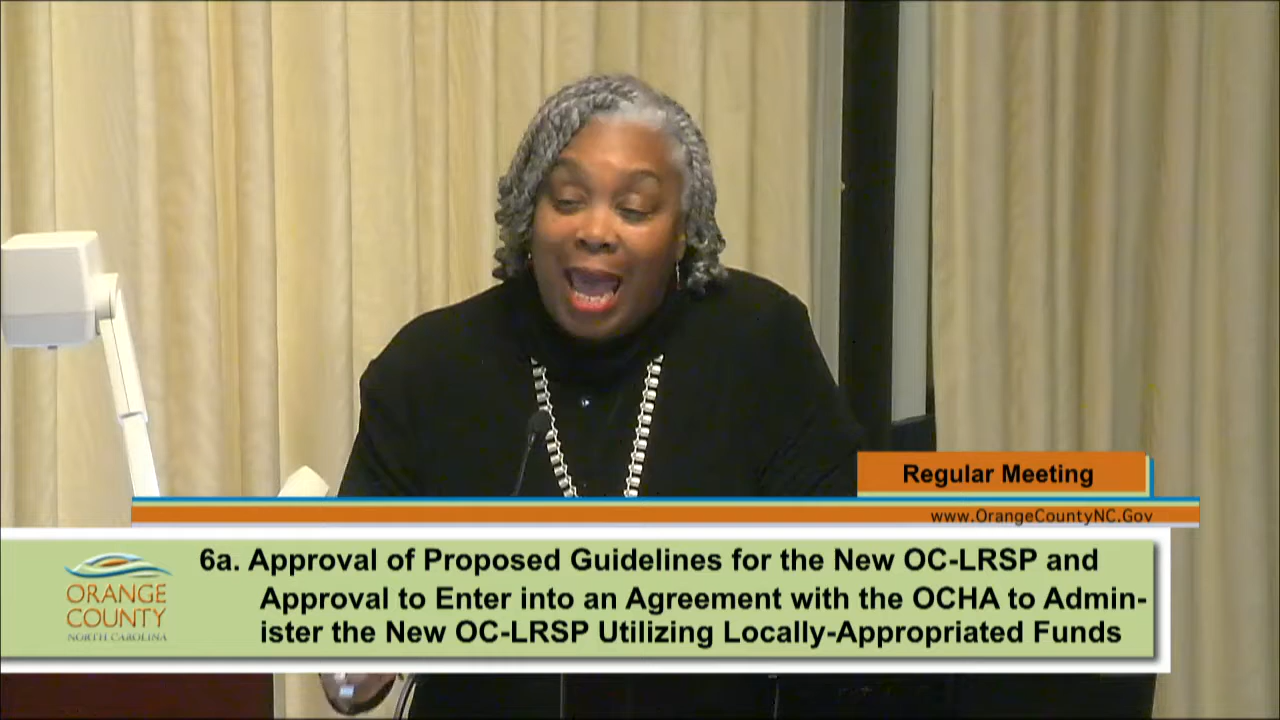 Regular Meeting
www.OrangeCountyNC.Gov
6a. Approval of Proposed Guidelines for the New OC-LRSP and
Approval to Enter into an Agreement with the OCHA to Admin-
ister the New OC-LRSP Utilizing Locally-Appropriated Funds
ORANGE
COUNTY
NORTH CAROLINA